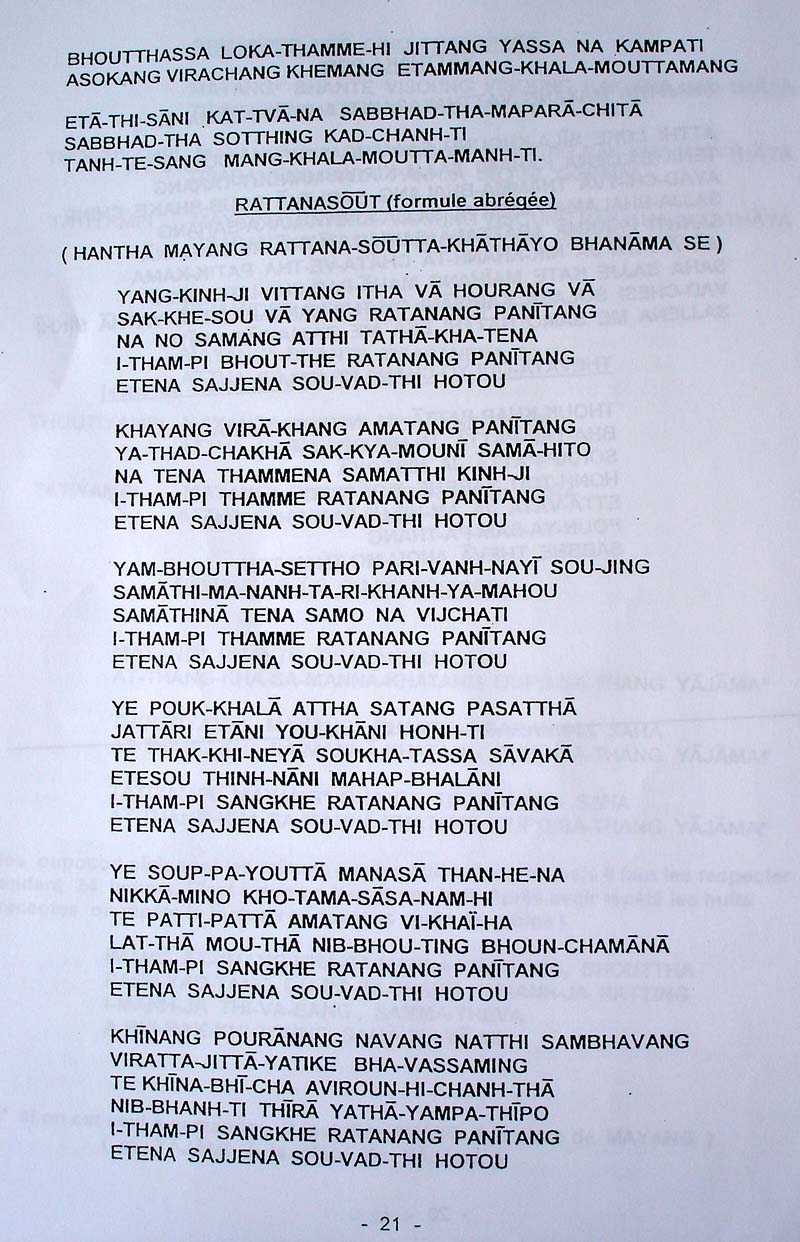 BHOUTTHASSA LOKA-THAMME-HI JITTANG YASSA NA KAMPATI
ASOKANG VIRACHANG KHEMANG ETAMMANG-KHALA-MOUTTAMANG
ETĀ-THI-SĀNI KAT-TVĀ-NA SABBHAD-THA-MAPARĀ-CHITĀ
SABBHAD-THA SOTTHING KAD-CHANH-TI
TANH-TE-SANG MANG-KHALA-MOUTTA-MANH-TI.
RATTANASŌUT (formule abrégée)
( HANTHA MAYANG RATTANA-SŌUTTA-KHĀTHĀYO BHANĀMA SE )
YANG-KINH-JI VITTANG ITHA VĀ HOURANG VĀ
SAK-KHE-SOU VĀ YANG RATANANG PANĪTANG
NA NO SAMANG ATTHI TATHĀ-KHA-TENA
I-THAM-PI BHOUT-THE RATANANG PANĪTANG
ETENA SAJJENA SOU-VAD-THI HOTOU
KHAYANG VIRĀ-KHANG AMATANG PANĪTANG
YA-THAD-CHAKHĀ SAK-KYA-MOUNĪ SAMĀ-HITO
NA TENA THAMMENA SAMATTHI KINH-JI
I-THAM-PI THAMME RATANANG PANĪTANG
ETENA SAJJENA SOU-VAD-THI HOTOU
YAM-BHOUTTHA-SETTHO PARI-VANH-NAYĪ SOU-JING
SAMĀTHI-MA-NANH-TA-RI-KHANH-YA-MAHOU
SAMĀTHINĀ TENA SAMO NA VIJCHATI
I-THAM-PI THAMME RATANANG PANĪTANG
ETENA SAJJENA SOU-VAD-THI HOTOU
YE POUK-KHALĀ ATTHA SATANG PASATTHĀ
JATTĀRI ETĀNI YOU-KHĀNI HONH-TI
TE THAK-KHI-NEYĀ SOUKHA-TASSA SĀVAKĀ
ETESOU THINH-NĀNI MAHAP-BHALĀNI
I-THAM-PI SANGKHE RATANANG PANĪTANG
ETENA SAJJENA SOU-VAD-THI HOTOU
YE SOUP-PA-YOUTTĀ MANASĀ THAN-HE-NA
NIKKĀ-MINO KHO-TAMA-SĀSA-NAM-HI
TE PATTI-PATTĀ AMATANG VI-KHAÏ-HA
LAT-THĀ MOU-THĀ NIB-BHOU-TING BHOUN-CHAMĀNĀ
I-THAM-PI SANGKHE RATANANG PANĪTANG
ETENA SAJJENA SOU-VAD-THI HOTOU
KHĪNANG POURĀNANG NAVANG NATTHI SAMBHAVANG
VIRATTA-JITTĀ-YATIKE BHA-VASSAMING
TE KHĪNA-BHĪ-CHA AVIROUN-HI-CHANH-THĀ
NIB-BHANH-TI THĪRĀ YATHĀ-YAMPA-THĪPO
I-THAM-PI SANGKHE RATANANG PANĪTANG
ETENA SAJJENA SOU-VAD-THI HOTOU
- 21 -